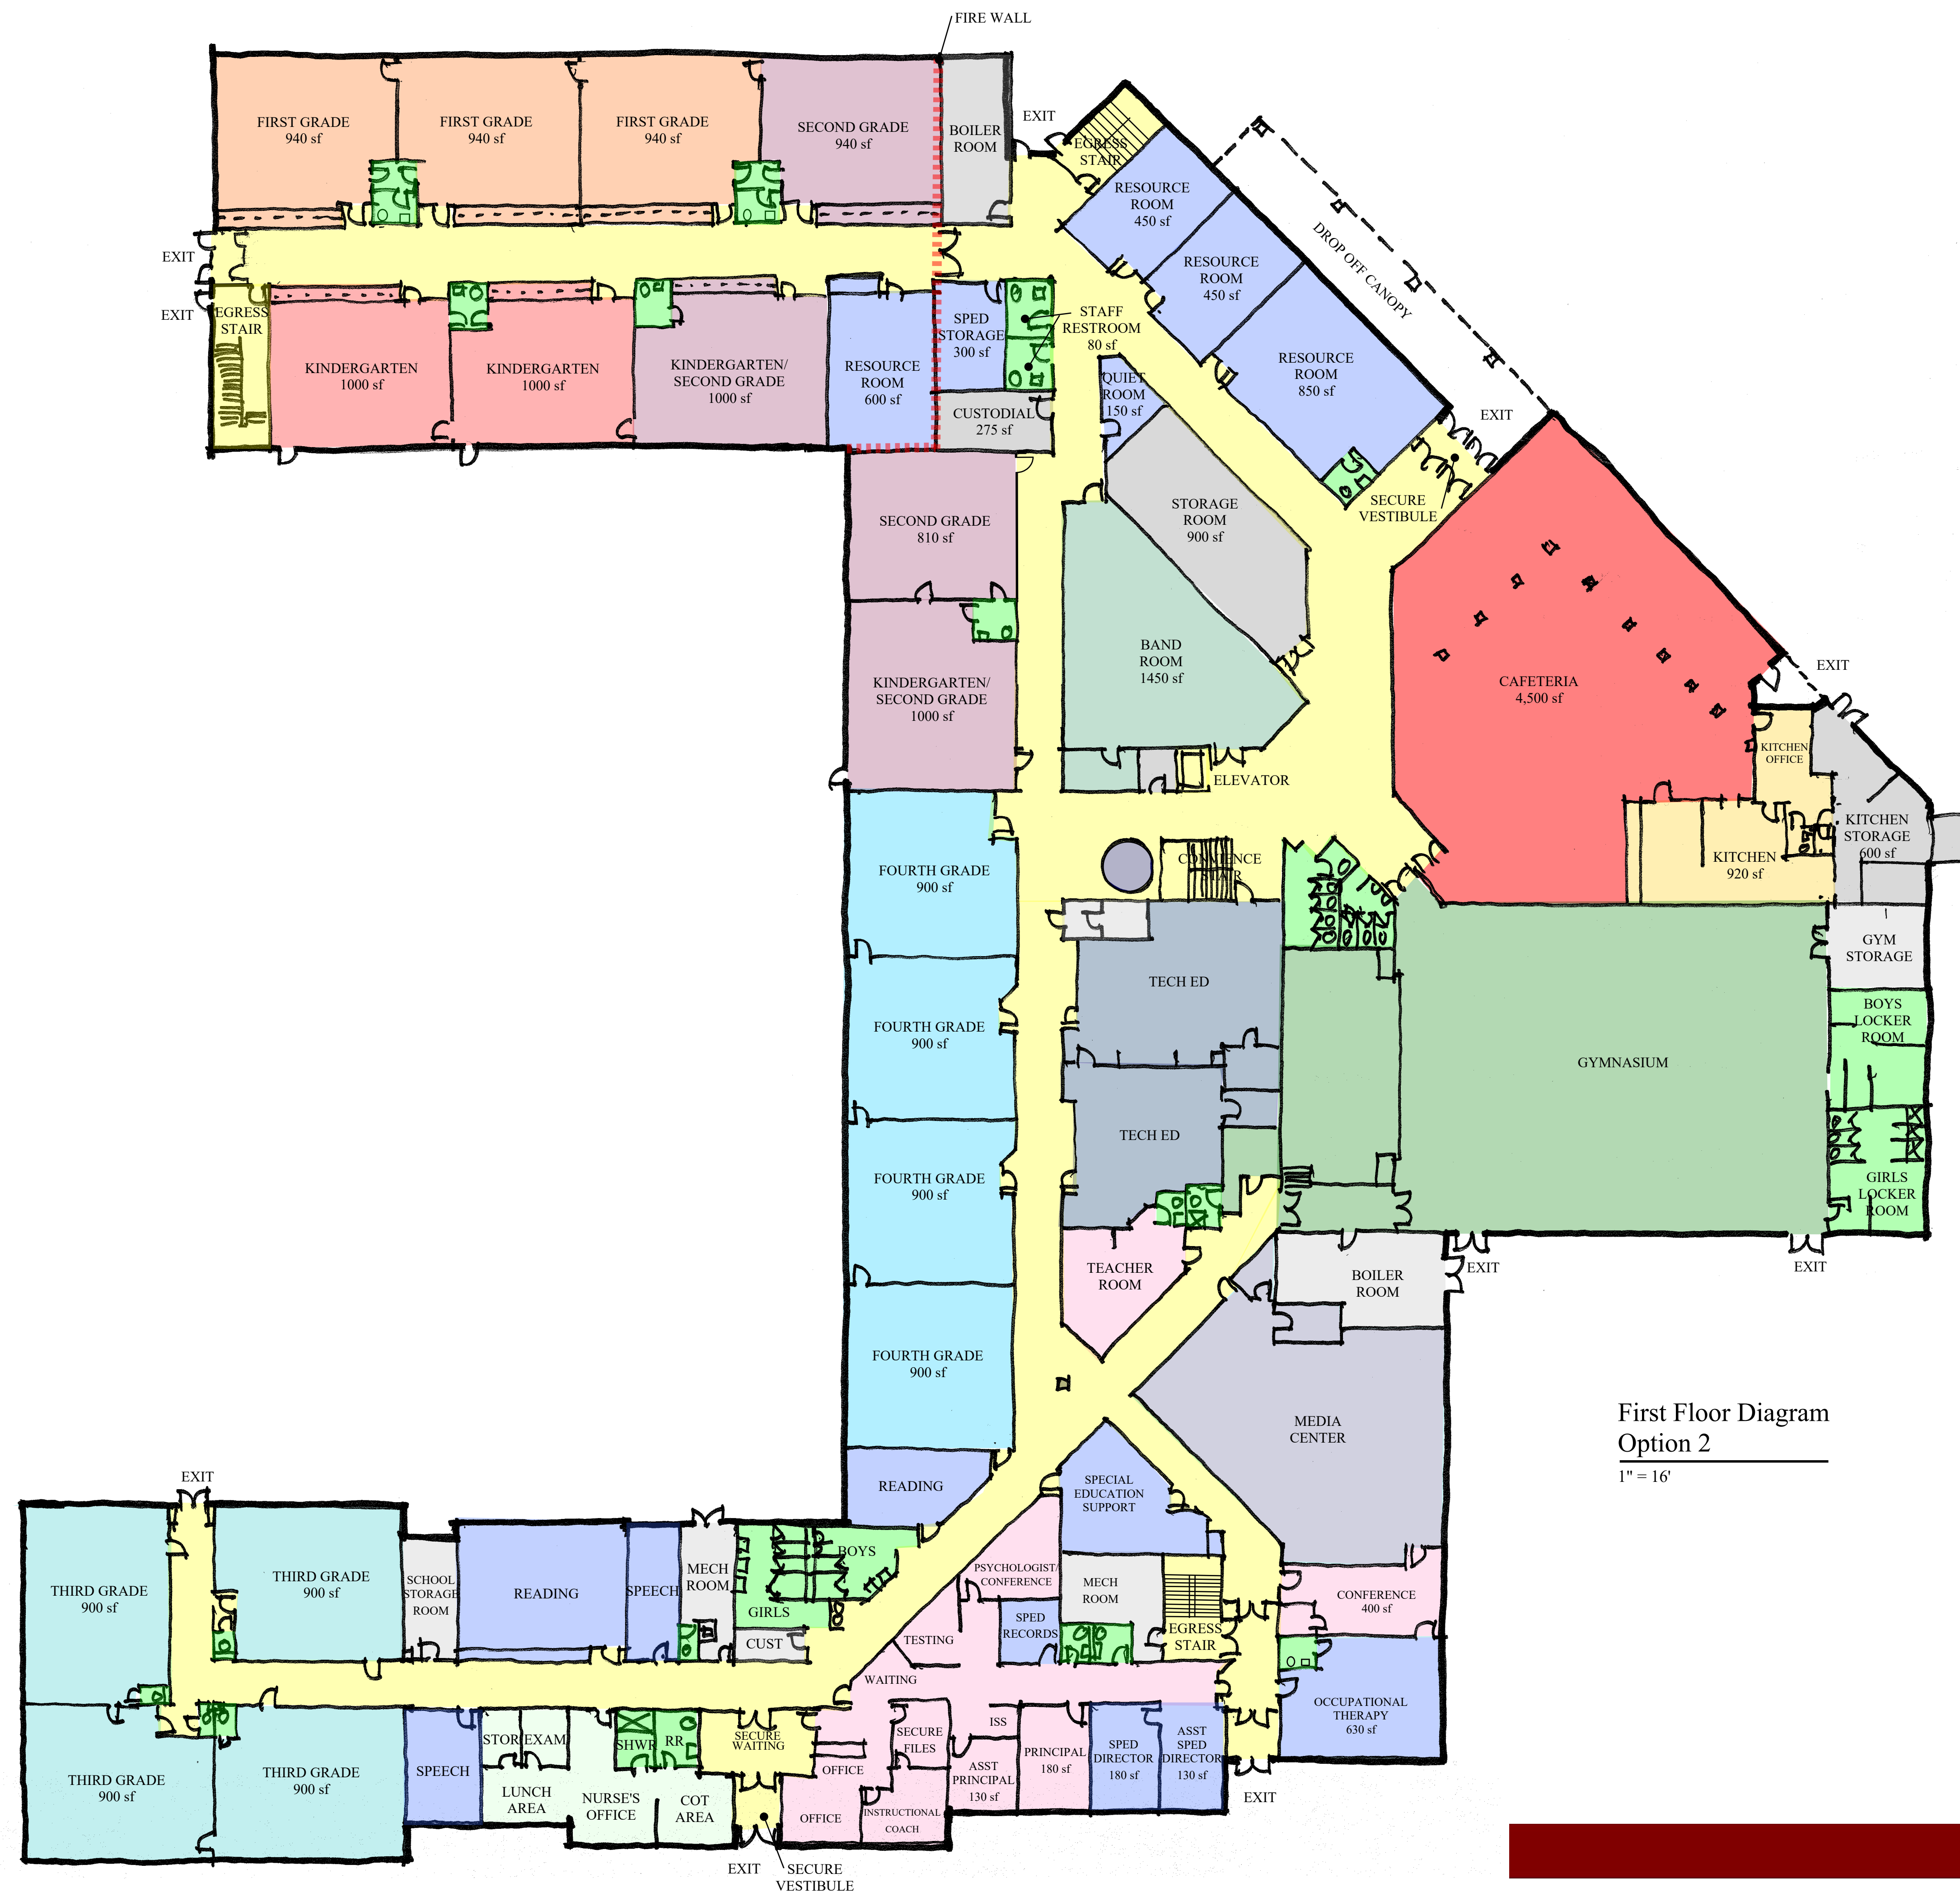 FIRE WALL
FIRST GRADE
940 sf
FIRST GRADE
940 sf
FIRST GRADE
940 sf
SECOND GRADE
940 sf
BOILER
ROOM
EXIT
EGRESS
STAIR
RESOURCE
ROOM
450 sf
RESOURCE
ROOM
450 sf
DROP OFF CANOPY
EXIT
EXIT
EGRESS
STAIR
KINDERGARTEN
1000 sf
KINDERGARTEN
1000 sf
KINDERGARTEN/
SECOND GRADE
1000 sf
RESOURCE
ROOM
600 sf
SPED
STORAGE
300 sf
STAFF
RESTROOM
80 sf
CUSTODIAL
275 sf
QUIET
ROOM
150 sf
RESOURCE
ROOM
850 sf
EXIT
SECURE
VESTIBULE
SECOND GRADE
810 sf
STORAGE
ROOM
900 sf
BAND
ROOM
1450 sf
KINDERGARTEN/
SECOND GRADE
1000 sf
CAFETERIA
4,500 sf
EXIT
KITCHEN
OFFICE
ELEVATOR
KITCHEN
STORAGE
600 sf
KITCHEN
920 sf
CONVIENCE
STAIR
FOURTH GRADE
900 sf
TECH ED
GYM
STORAGE
FOURTH GRADE
900 sf
BOYS
LOCKER
ROOM
GYMNASIUM
TECH ED
FOURTH GRADE
900 sf
GIRLS
LOCKER
ROOM
TEACHER
ROOM
BOILER
ROOM
EXIT
EXIT
FOURTH GRADE
900 sf
MEDIA
CENTER
First Floor Diagram
Option 2
1" = 16'
READING
SPECIAL
EDUCATION
SUPPORT
EXIT
THIRD GRADE
900 sf
THIRD GRADE
900 sf
SCHOOL
STORAGE
ROOM
READING
SPEECH
MECH
ROOM
BOYS
GIRLS
CUST
PSYCHOLOGIST/
CONFERENCE
MECH
ROOM
CONFERENCE
400 sf
SPED
RECORDS
TESTING
EGRESS
STAIR
WAITING
THIRD GRADE
900 sf
THIRD GRADE
900 sf
SPEECH
STOR
EXAM
LUNCH
AREA
NURSE'S
OFFICE
SHWR
RR
COT
AREA
SECURE
WAITING
OFFICE
OFFICE
SECURE
FILES
INSTRUCTIONAL
COACH
ISS
ASST
PRINCIPAL
130 sf
PRINCIPAL
180 sf
SPED
DIRECTOR
180 sf
ASST
SPED
DIRECTOR
130 sf
OCCUPATIONAL
THERAPY
630 sf
EXIT
EXIT
SECURE
VESTIBULE